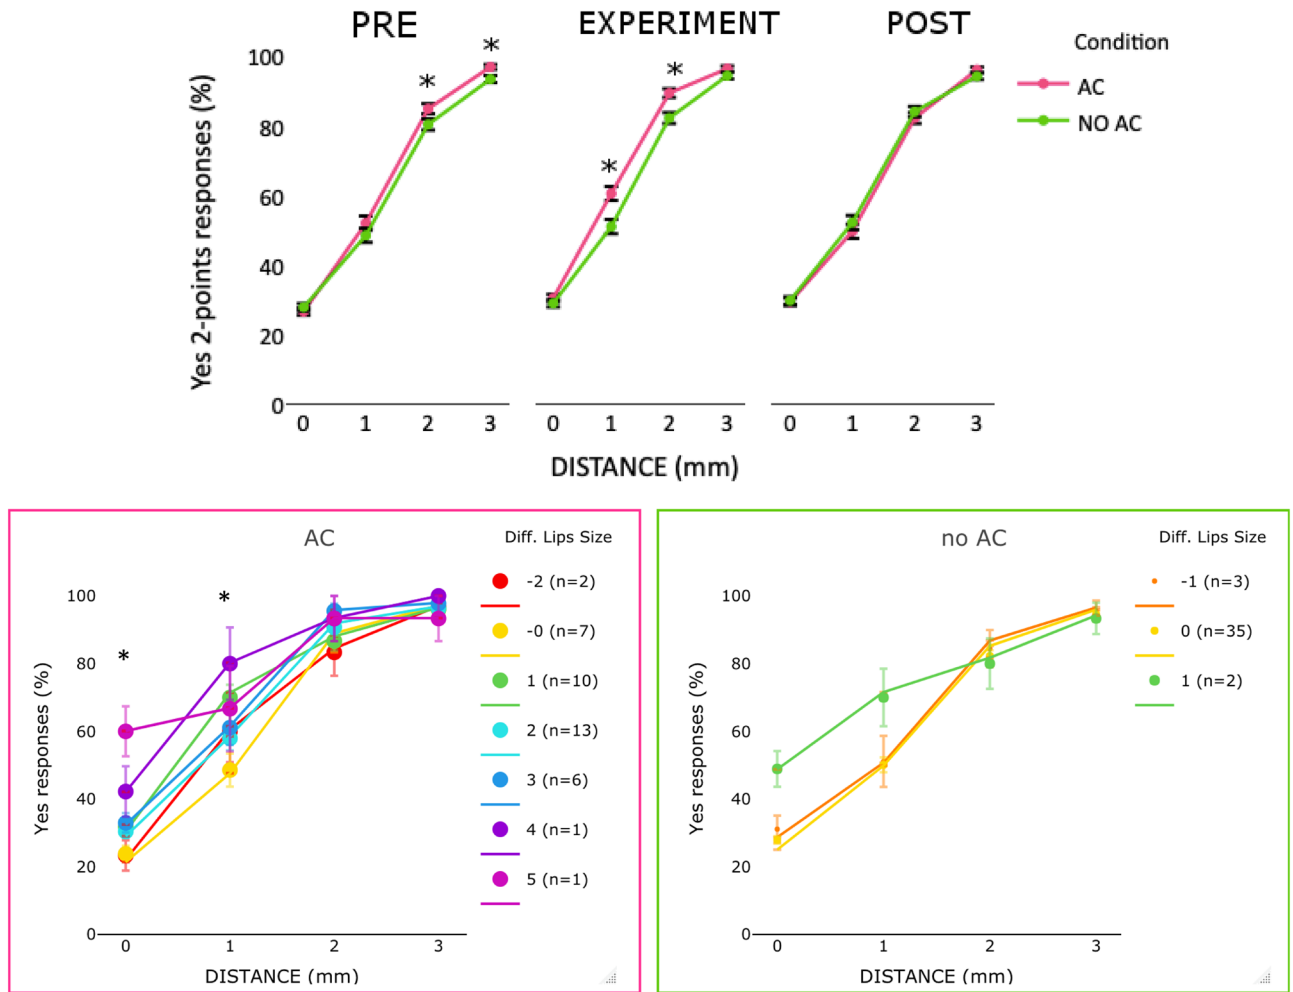 PRE EXPERIMENT POST
Condition
AC
NO AC
Yes 2-points responses (%)
100
80
60
40
20
0
* * * * *
0 1 2 3 0 1 2 3 0 1 2 3
DISTANCE (mm)
AC
Diff. Lips Size
-2 (n=2)
-0 (n=7)
1 (n=10)
2 (n=13)
3 (n=6)
4 (n=1)
5 (n=1)
Yes responses (%)
100
80
60
40
20
0
* *
0 1 2 3
DISTANCE (mm)
no AC
Diff. Lips Size
-1 (n=3)
0 (n=35)
1 (n=2)
Yes responses (%)
100
80
60
40
20
0
0 1 2 3
DISTANCE (mm)